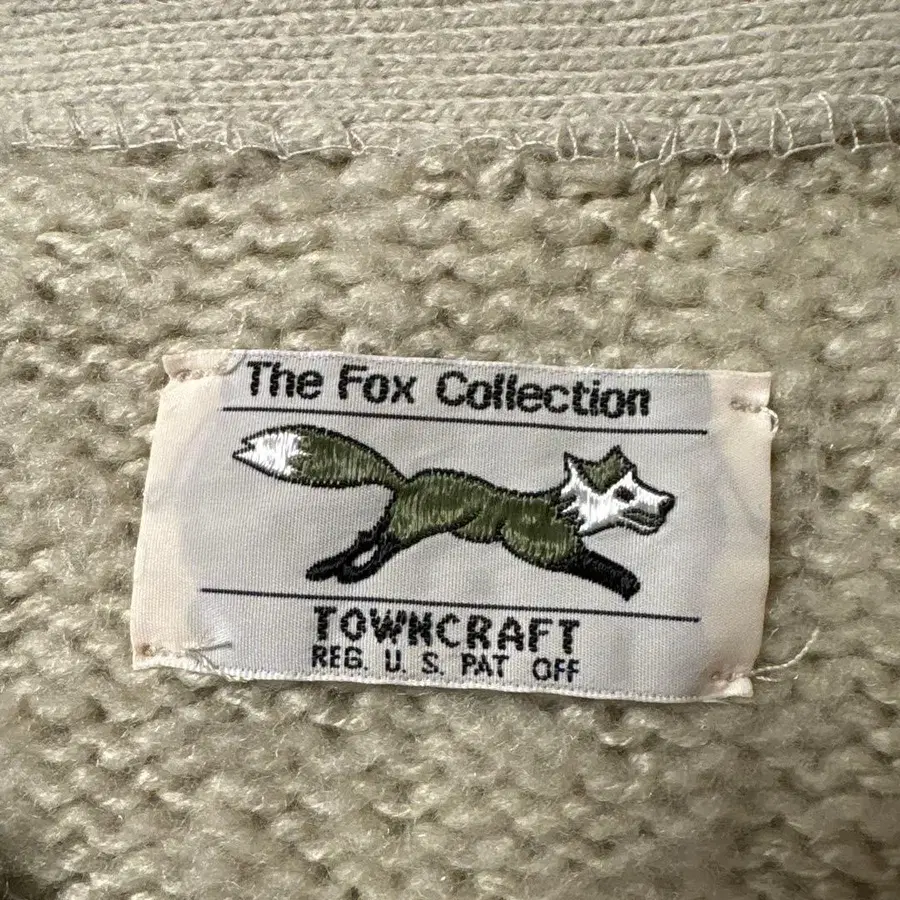 The Fox Collection
TOWNCRAFT
REG. U. S. PAT OFF